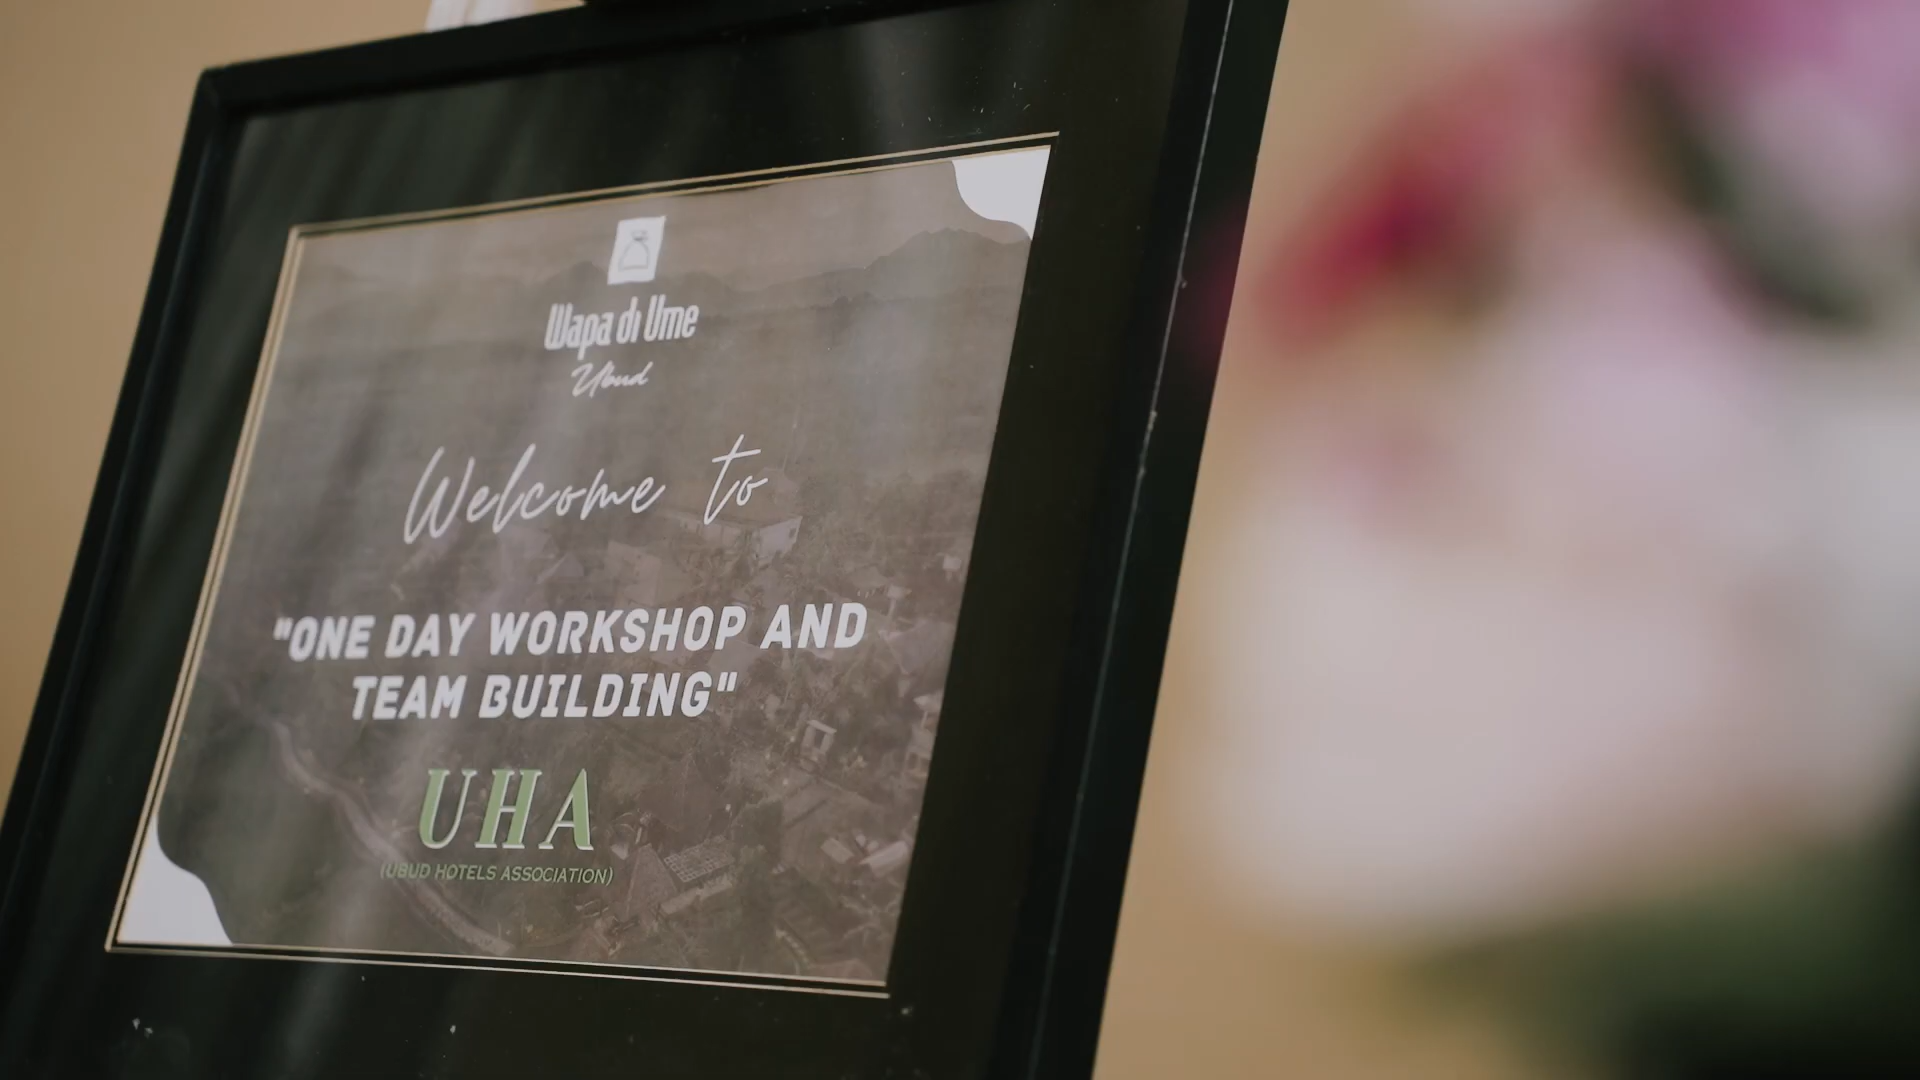 Wapa di Ume
Ubud
Welcome to
"ONE DAY WORKSHOP AND
TEAM BUILDING"
UHA
(UBUD HOTELS ASSOCIATION)